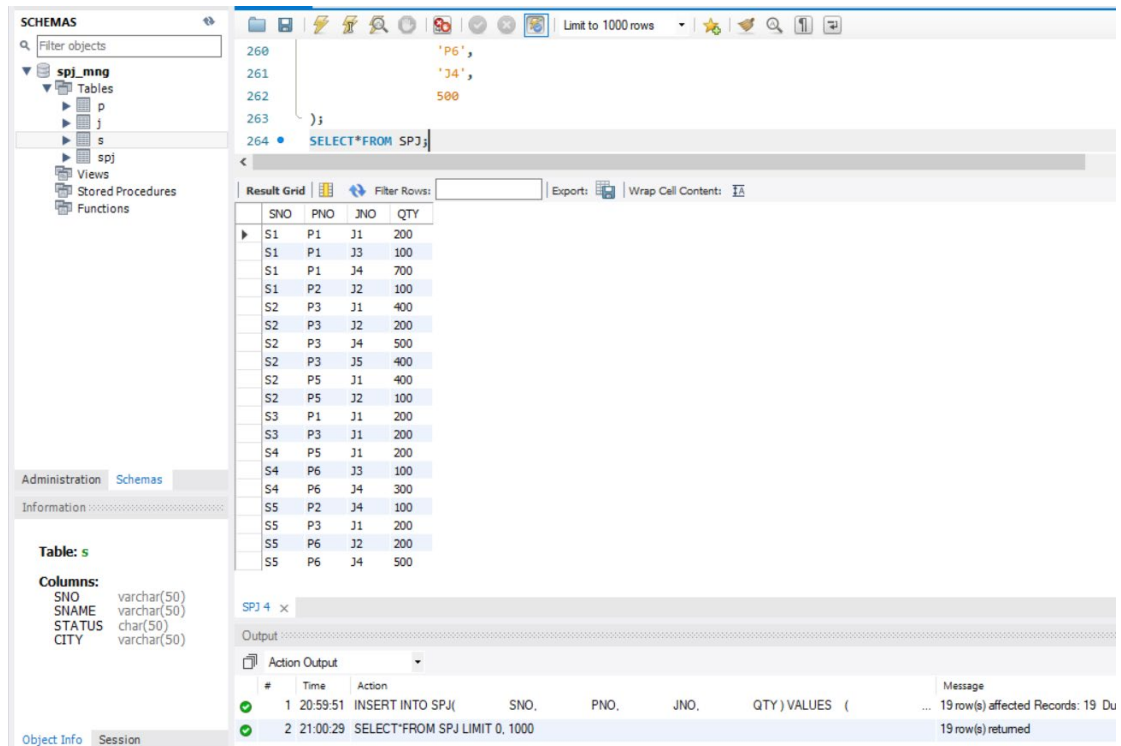 SCHEMAS
Filter objects
spj_mng
Tables
p
j
s
spj
Views
Stored Procedures
Functions
Administration Schemas
Information
Table: s
Columns:
SNO varchar(50)
SNAME varchar(50)
STATUS char(50)
CITY varchar(50)
Object Info Session
Limit to 1000 rows
260 'P6',
261 'J4',
262 500
263 );
264 SELECT*FROM SPJ;
Result Grid Filter Rows: Export: Wrap Cell Content: IA
SNO PNO JNO QTY
S1 P1 J1 200
S1 P1 J3 100
S1 P1 J4 700
S1 P2 J2 100
S2 P3 J1 400
S2 P3 J2 200
S2 P3 J4 500
S2 P3 J5 400
S2 P5 J1 400
S2 P5 J2 100
S3 P1 J1 200
S3 P3 J1 200
S4 P5 J1 200
S4 P6 J3 100
S4 P6 J4 300
S5 P2 J4 100
S5 P3 J1 200
S5 P6 J2 200
S5 P6 J4 500
SPJ 4
Output
Action Output
# Time Action Message
1 20:59:51 INSERT INTO SPJ( SNO, PNO, JNO, QTY ) VALUES ( ... 19 row(s) affected Records: 19 Du
2 21:00:29 SELECT*FROM SPJ LIMIT 0, 1000 19 row(s) returned